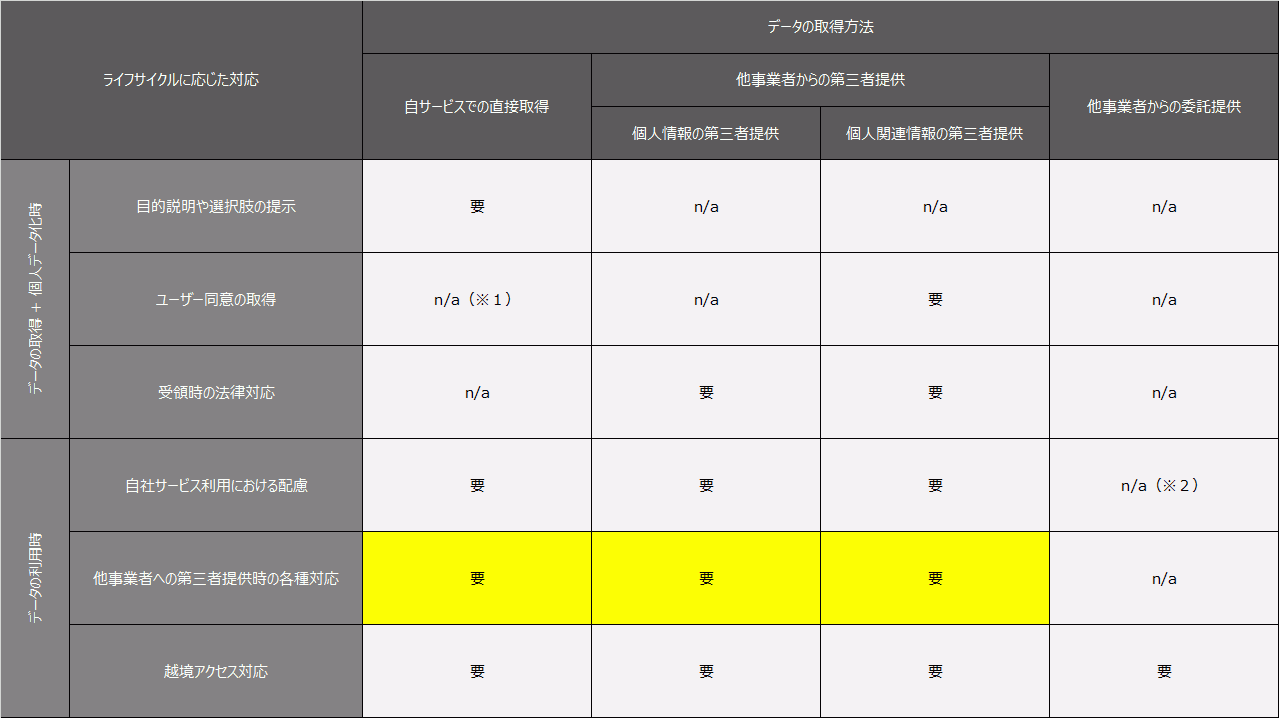 ライフサイクルに応じた対応
データの取得方法
自サービスでの直接取得
他事業者からの第三者提供
他事業者からの委託提供
個人情報の第三者提供
個人関連情報の第三者提供
データの取得 + 個人データ化時
目的説明や選択肢の提示
要
n/a
n/a
n/a
ユーザー同意の取得
n/a（※１）
n/a
要
n/a
受領時の法律対応
n/a
要
要
n/a
データの利用時
自社サービス利用における配慮
要
要
要
n/a（※２）
他事業者への第三者提供時の各種対応
要
要
要
n/a
越境アクセス対応
要
要
要
要